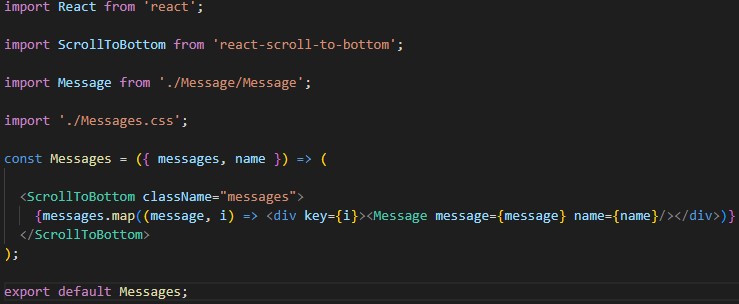 import React from 'react';
import ScrollToBottom from 'react-scroll-to-bottom';
import Message from './Message/Message';
import './Messages.css';
const Messages = ({ messages, name }) => (
<ScrollToBottom className="messages">
{messages.map((message, i) => <div key={i}><Message message={message} name={name}/></div>)}
</ScrollToBottom>
);
export default Messages;